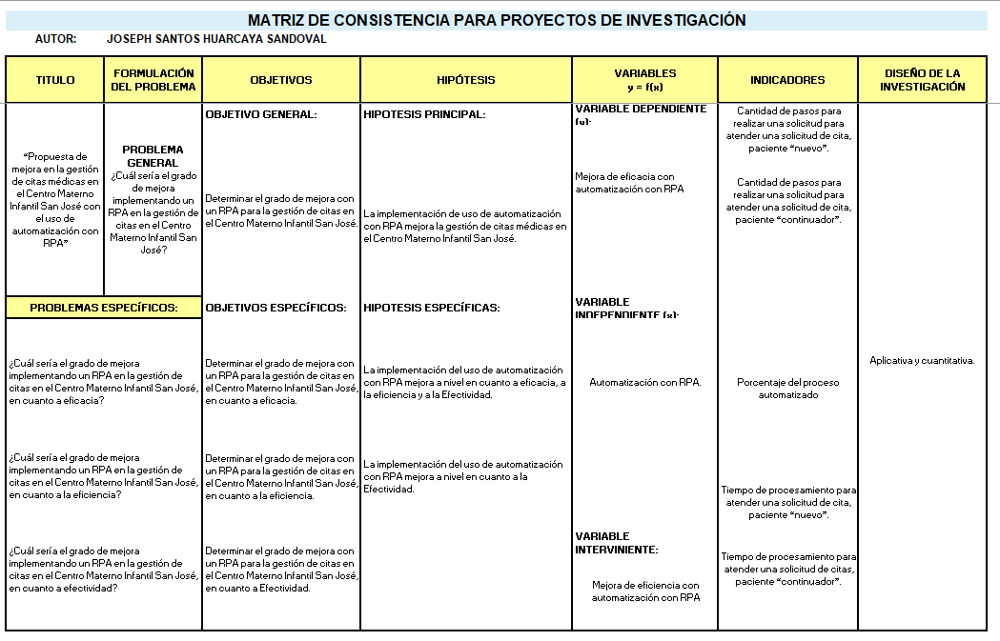 MATRIZ DE CONSISTENCIA PARA PROYECTOS DE INVESTIGACIÓN
AUTOR: JOSEPH SANTOS HUARCAYA SANDOVAL
TITULO
FORMULACIÓN
DEL PROBLEMA
OBJETIVOS
HIPÓTESIS
VARIABLES
y = f(x)
INDICADORES
DISEÑO DE LA
INVESTIGACIÓN
“Propuesta de
mejora en la gestión
de citas médicas en
el Centro Materno
Infantil San José con
el uso de
automatización con
RPA”
PROBLEMA
GENERAL
¿Cuál sería el grado
de mejora
implementando un
RPA en la gestión de
citas en el Centro
Materno Infantil San
José?
OBJETIVO GENERAL:
Determinar el grado de mejora con
un RPA para la gestión de citas en
el Centro Materno Infantil San José.
HIPOTESIS PRINCIPAL:
La implementación de uso de automatización
con RPA mejora la gestión de citas médicas en
el Centro Materno Infantil San José.
VARIABLE DEPENDIENTE
(y):
Mejora de eficacia con
automatización con RPA
Cantidad de pasos para
realizar una solicitud para
atender una solicitud de cita,
paciente “nuevo”.
Cantidad de pasos para
realizar una solicitud para
atender una solicitud de cita,
paciente “continuador”.
PROBLEMAS ESPECÍFICOS:
¿Cuál sería el grado de mejora
implementando un RPA en la gestión de
citas en el Centro Materno Infantil San José,
en cuanto a eficacia?
¿Cuál sería el grado de mejora
implementando un RPA en la gestión de
citas en el Centro Materno Infantil San José,
en cuanto a la eficiencia?
¿Cuál sería el grado de mejora
implementando un RPA en la gestión de
citas en el Centro Materno Infantil San José,
en cuanto a efectividad?
OBJETIVOS ESPECÍFICOS:
Determinar el grado de mejora con
un RPA para la gestión de citas en
el Centro Materno Infantil San José,
en cuanto a eficacia.
Determinar el grado de mejora con
un RPA para la gestión de citas en
el Centro Materno Infantil San José,
en cuanto a la eficiencia.
Determinar el grado de mejora con
un RPA para la gestión de citas en
el Centro Materno Infantil San José,
en cuanto a Efectividad.
HIPOTESIS ESPECÍFICAS:
La implementación del uso de automatización
con RPA mejora a nivel en cuanto a eficacia, a
la eficiencia y a la Efectividad.
La implementación del uso de automatización
con RPA mejora a nivel en cuanto a la
Efectividad.
VARIABLE
INDEPENDIENTE (x):
Automatización con RPA.
VARIABLE
INTERVINIENTE:
Mejora de eficiencia con
automatización con RPA
Porcentaje del proceso
automatizado
Tiempo de procesamiento para
atender una solicitud de cita,
paciente “nuevo”.
Tiempo de procesamiento para
atender una solicitud de citas,
paciente “continuador”.
Aplicativa y cuantitativa.